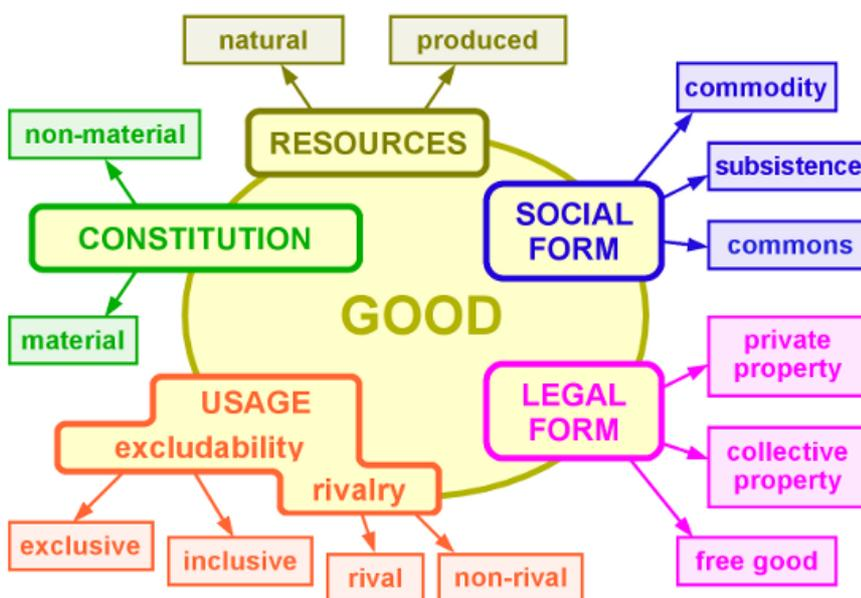 natural
produced
RESOURCES
commodity
subsistence
commons
SOCIAL
FORM
non-material
CONSTITUTION
material
GOOD
private
property
LEGAL
FORM
collective
property
free good
USAGE
excludability
rivalry
exclusive
inclusive
rival
non-rival